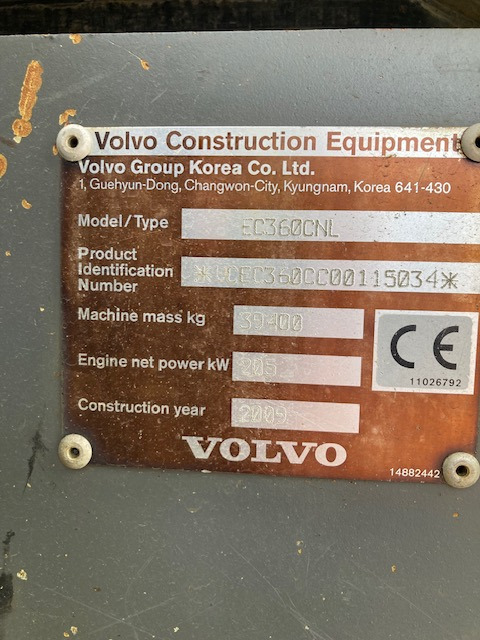 Volvo Construction Equipment
Volvo Group Korea Co. Ltd.
1, Guehyun-Dong, Changwon-City, Kyungnam, Korea 641-430
Model/Type EC360CNL
Product
Identification
Number *VCEC360CC00115034*
Machine mass kg 39400
Engine net power kW 205
Construction year 2009
CE
11026792
VOLVO
14882442